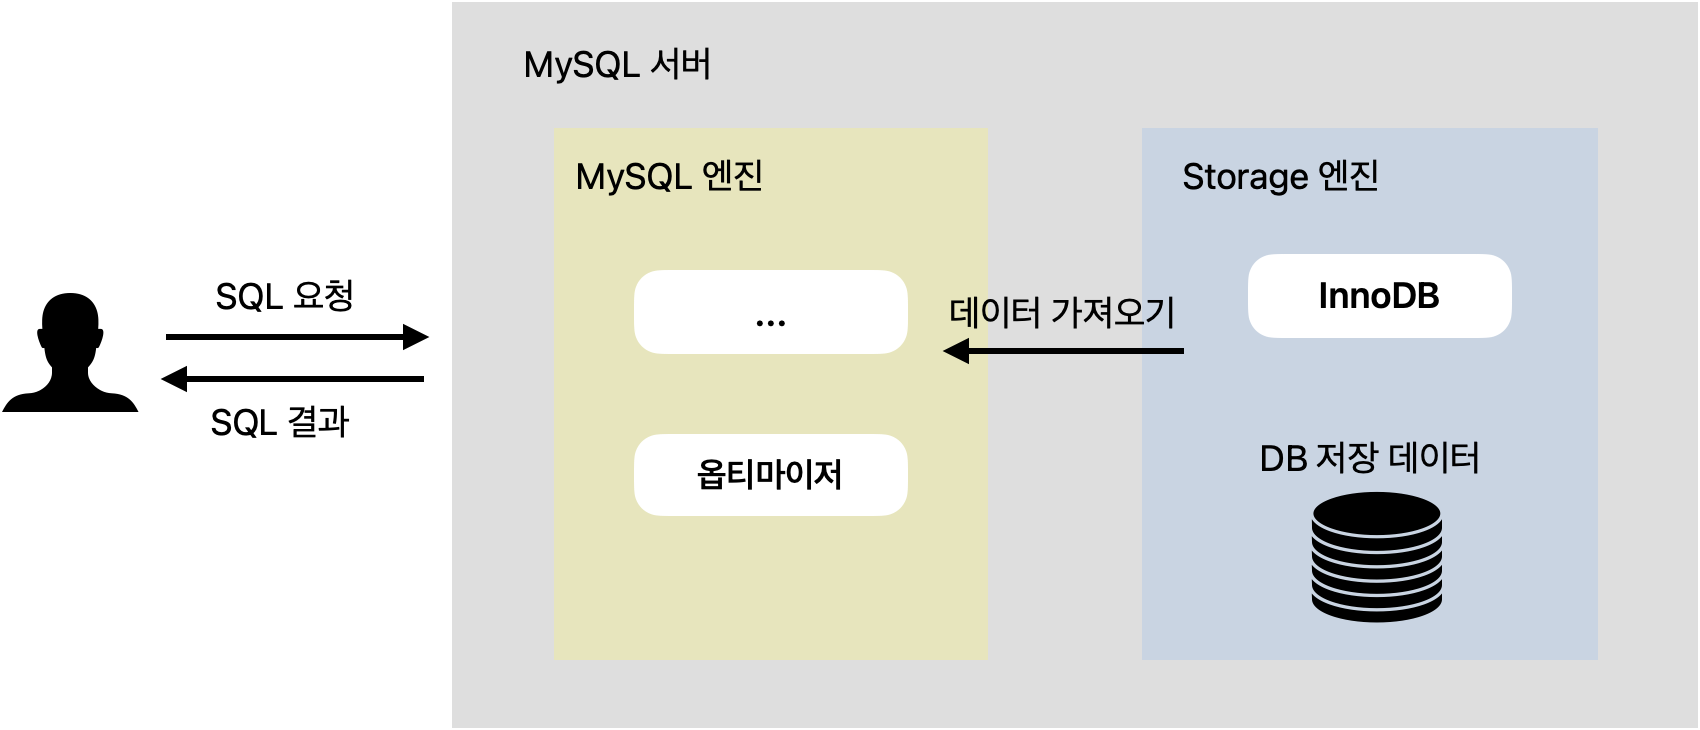 MySQL 서버
MySQL 엔진
Storage 엔진
SQL 요청
SQL 결과
...
옵티마이저
데이터 가져오기
InnoDB
DB 저장 데이터